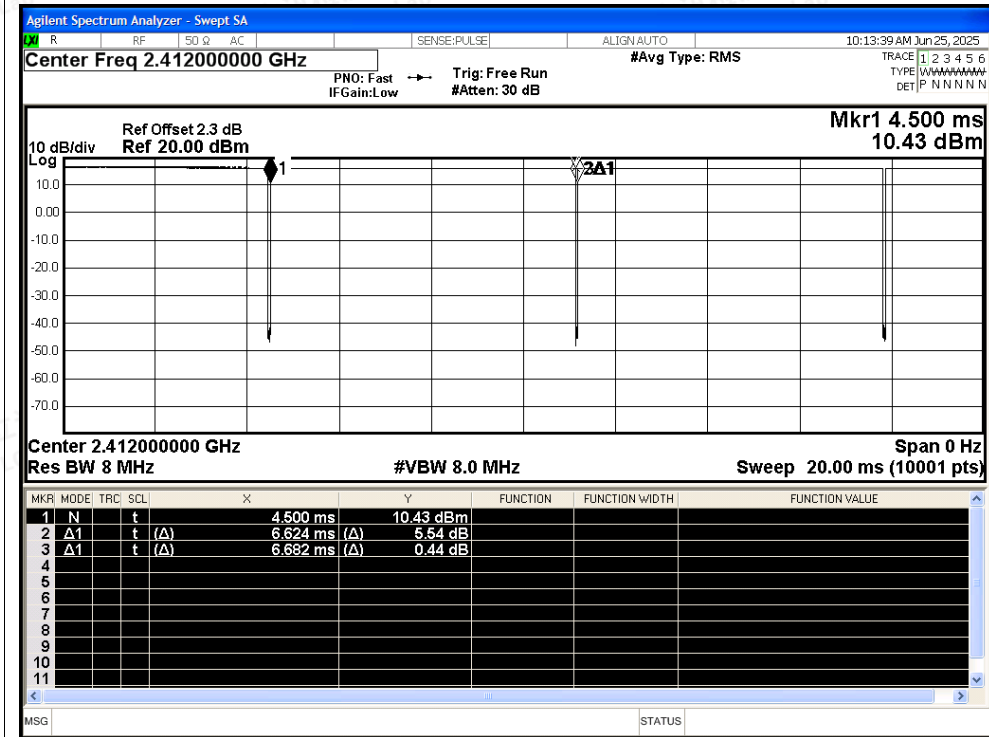 Agilent Spectrum Analyzer - Swept SA
LXI R RF 50 Ω AC SENSE:PULSE ALIGN AUTO 10:13:39 AM Jun 25, 2025
Center Freq 2.412000000 GHz #Avg Type: RMS TRACE 1 2 3 4 5 6
PNO: Fast Trig: Free Run TYPE WWWWWW
IFGain:Low #Atten: 30 dB DET P N N N N N
Mkr1 4.500 ms
10.43 dBm
Ref Offset 2.3 dB
10 dB/div Ref 20.00 dBm
Log
1
3Δ1
10.0
0.00
-10.0
-20.0
-30.0
-40.0
-50.0
-60.0
-70.0
Center 2.412000000 GHz Span 0 Hz
Res BW 8 MHz #VBW 8.0 MHz Sweep 20.00 ms (10001 pts)
MKR MODE TRC SCL X Y FUNCTION FUNCTION WIDTH FUNCTION VALUE
1 N t 4.500 ms 10.43 dBm
2 Δ1 t (Δ) 6.624 ms (Δ) 5.54 dB
3 Δ1 t (Δ) 6.682 ms (Δ) 0.44 dB
4
5
6
7
8
9
10
11
MSG STATUS